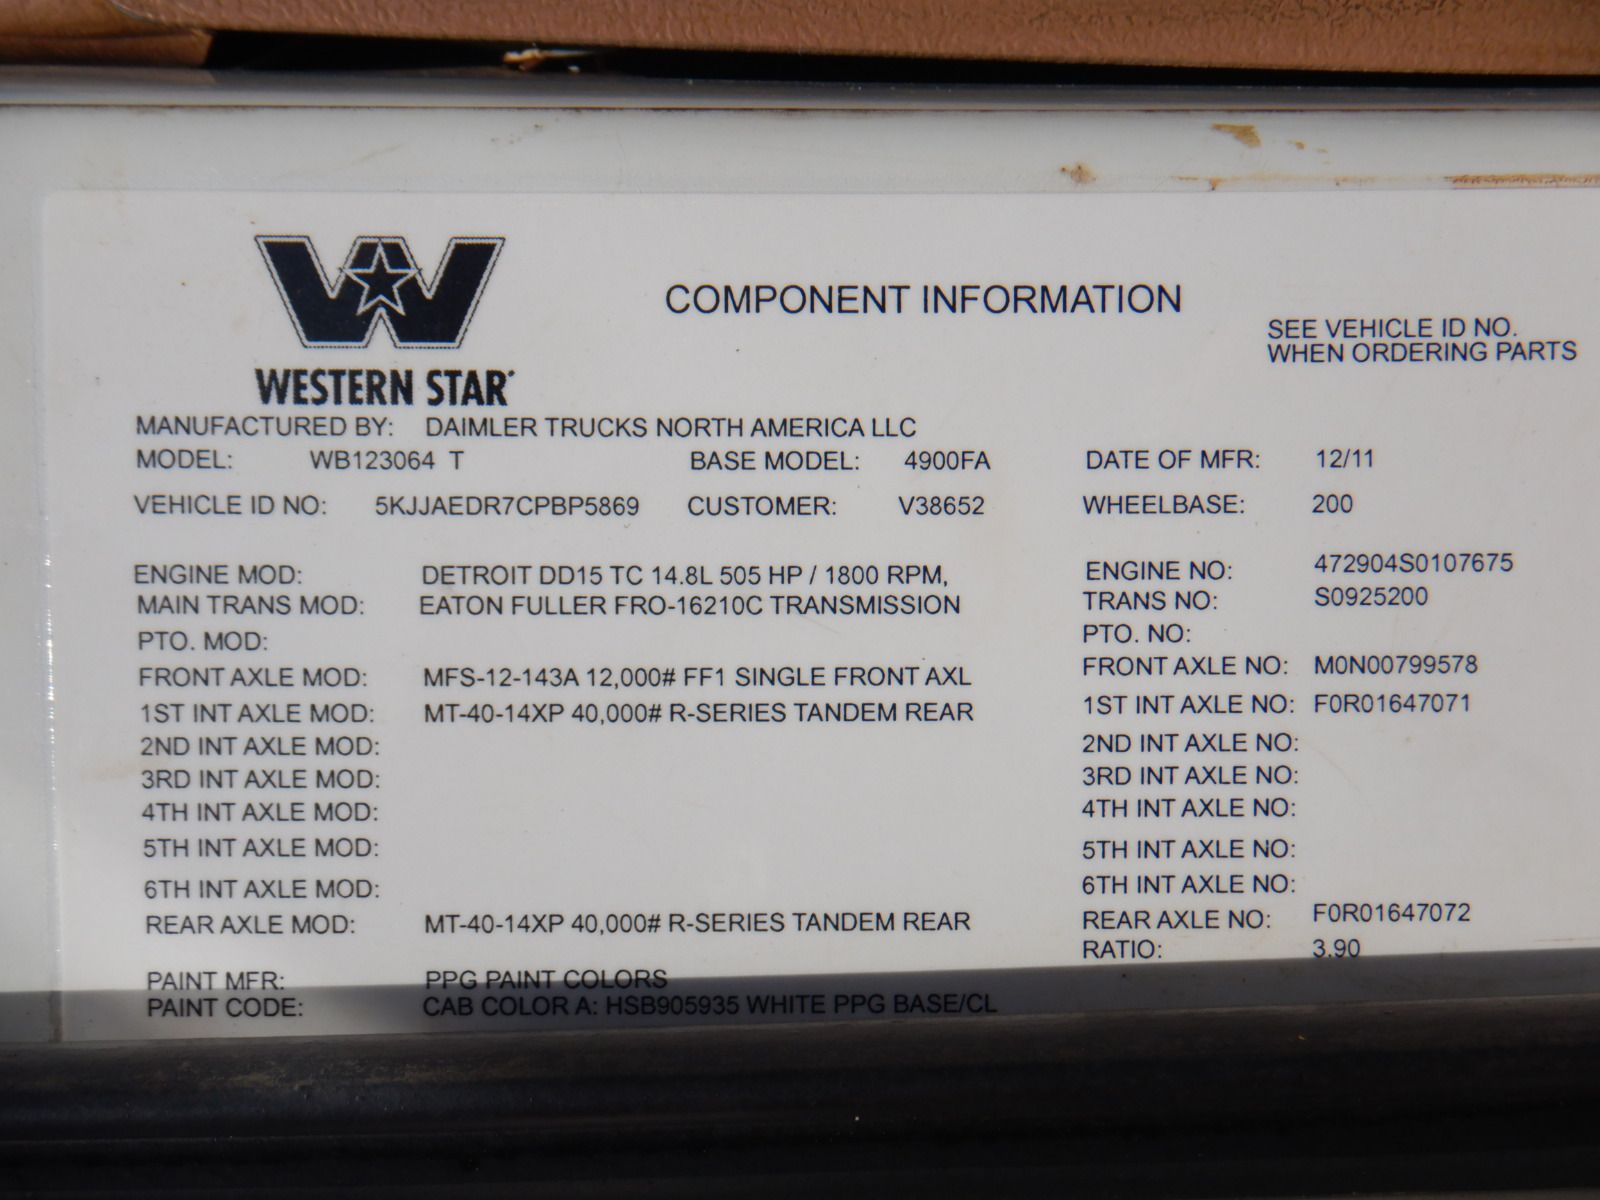 WESTERN STAR
COMPONENT INFORMATION
SEE VEHICLE ID NO.
WHEN ORDERING PARTS
MANUFACTURED BY: DAIMLER TRUCKS NORTH AMERICA LLC
MODEL: WB123064 T BASE MODEL: 4900FA DATE OF MFR: 12/11
VEHICLE ID NO: 5KJJAEDR7CPBP5869 CUSTOMER: V38652 WHEELBASE: 200
ENGINE MOD: DETROIT DD15 TC 14.8L 505 HP / 1800 RPM, ENGINE NO: 472904S0107675
MAIN TRANS MOD: EATON FULLER FRO-16210C TRANSMISSION TRANS NO: S0925200
PTO. MOD: PTO. NO:
FRONT AXLE MOD: MFS-12-143A 12,000# FF1 SINGLE FRONT AXL FRONT AXLE NO: M0N00799578
1ST INT AXLE MOD: MT-40-14XP 40,000# R-SERIES TANDEM REAR 1ST INT AXLE NO: F0R01647071
2ND INT AXLE MOD: 2ND INT AXLE NO:
3RD INT AXLE MOD: 3RD INT AXLE NO:
4TH INT AXLE MOD: 4TH INT AXLE NO:
5TH INT AXLE MOD: 5TH INT AXLE NO:
6TH INT AXLE MOD: 6TH INT AXLE NO:
REAR AXLE MOD: MT-40-14XP 40,000# R-SERIES TANDEM REAR REAR AXLE NO: F0R01647072
RATIO: 3.90
PAINT MFR: PPG PAINT COLORS
PAINT CODE: CAB COLOR A: HSB905935 WHITE PPG BASE/CL